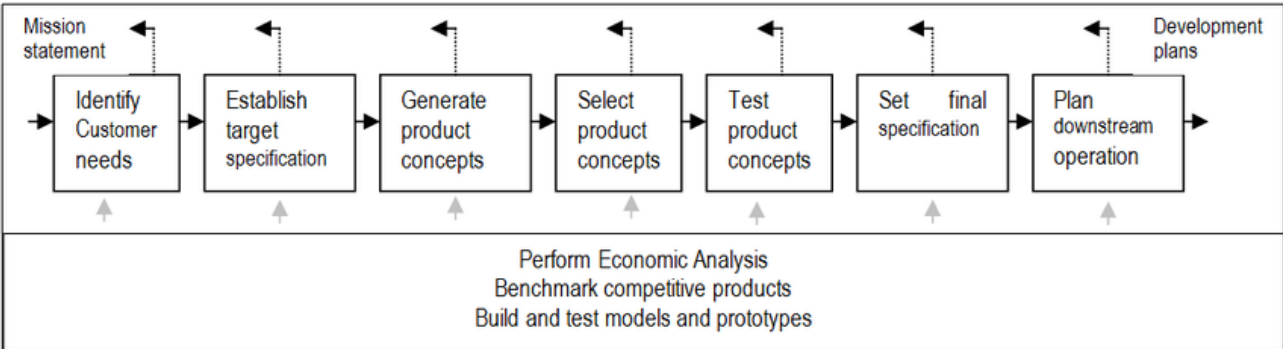 Mission
statement
Development
plans
Identify
Customer
needs
Establish
target
specification
Generate
product
concepts
Select
product
concepts
Test
product
concepts
Set final
specification
Plan
downstream
operation
Perform Economic Analysis
Benchmark competitive products
Build and test models and prototypes